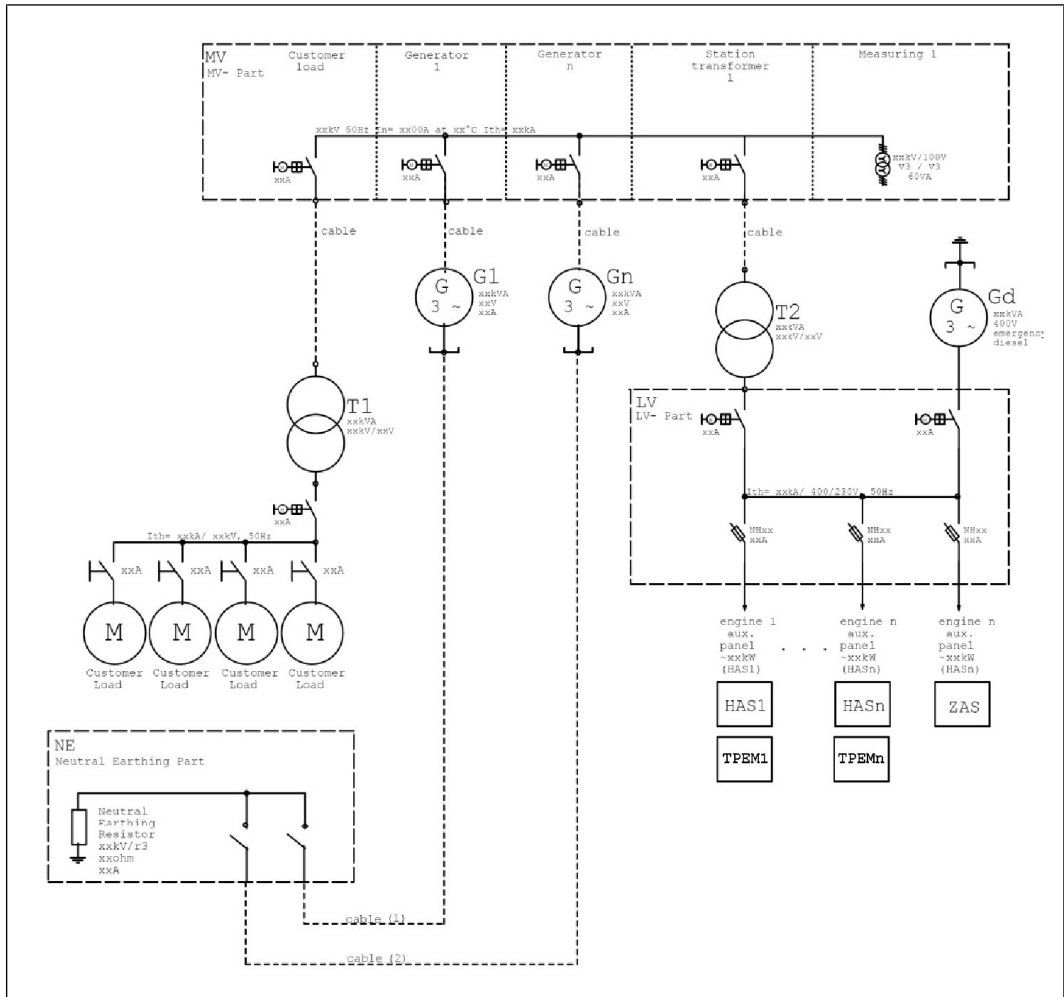 MV
MV- Part
Customer
load
Generator
1
Generator
n
Station
transformer
1
Measuring 1
xxkV 50Hz In= xx00A at xx°C Ith= xxkA
xxA
xxA
xxA
xxA
xxkV/100V
V3 / V3
60VA
cable
cable
cable
cable
G
3 ~
G1
xxkVA
xxV
xxA
G
3 ~
Gn
xxkVA
xxV
xxA
T2
xxkVA
xxkV/xxV
G
3 ~
Gd
xxkVA
400V
emergency
diesel
T1
xxkVA
xxkV/xxV
xxA
Ith= xxkA/ xxkV, 50Hz
xxA
xxA
xxA
xxA
M
M
M
M
Customer
Load
Customer
Load
Customer
Load
Customer
Load
LV
LV- Part
xxA
xxA
Ith= xxkA/ 400/230V, 50Hz
NHxx
xxA
NHxx
xxA
NHxx
xxA
engine 1
aux.
panel
~xxkW
(HAS1)
. . .
engine n
aux.
panel
~xxkW
(HASn)
engine n
aux.
panel
~xxkW
(HASn)
HAS1
HASn
ZAS
TPEM1
TPEMn
NE
Neutral Earthing Part
Neutral
Earthing
Resistor
xxkV/r3
xxohm
xxA
cable (1)
cable (2)